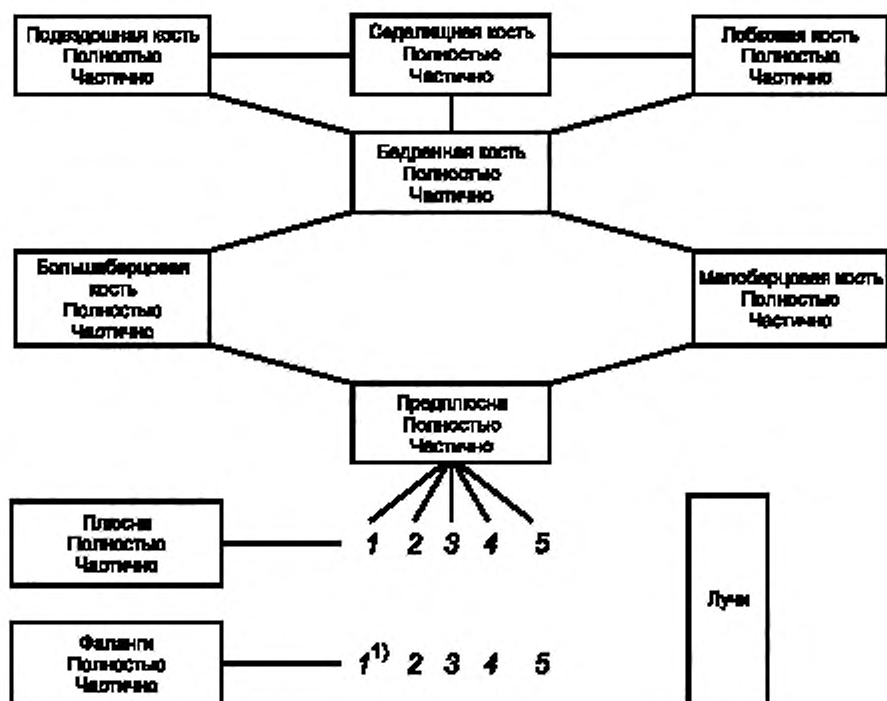 Подвздошная кость
Полностью
Частично
Седалищная кость
Полностью
Частично
Лобковая кость
Полностью
Частично
Бедренная кость
Полностью
Частично
Большеберцовая
кость
Полностью
Частично
Малоберцовая кость
Полностью
Частично
Предплюсна
Полностью
Частично
Плюсна
Полностью
Частично
1 2 3 4 5
Лучи
Фаланги
Полностью
Частично
1¹⁾ 2 3 4 5